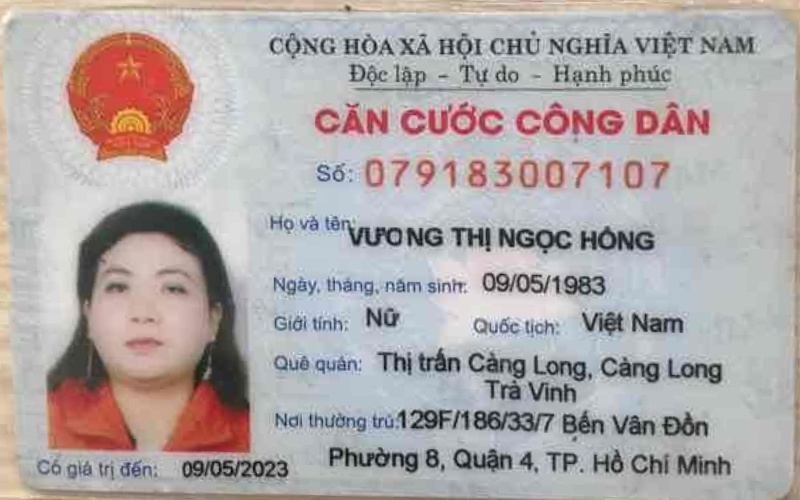 CỘNG HÒA XÃ HỘI CHỦ NGHĨA VIỆT NAM
Độc lập - Tự do - Hạnh phúc
CĂN CƯỚC CÔNG DÂN
Số: 079183007107
Họ và tên: VƯƠNG THỊ NGỌC HỒNG
Ngày, tháng, năm sinh: 09/05/1983
Giới tính: Nữ Quốc tịch: Việt Nam
Quê quán: Thị trấn Càng Long, Càng Long
Trà Vinh
Nơi thường trú: 129F/186/33/7 Bến Vân Đồn
Phường 8, Quận 4, TP. Hồ Chí Minh
Có giá trị đến: 09/05/2023